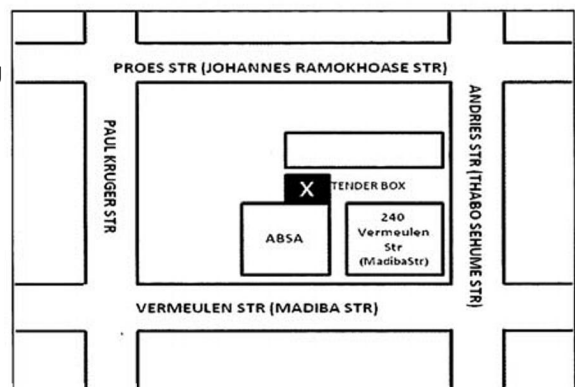 PROES STR (JOHANNES RAMOKHOASE STR)
PAUL KRUGER STR
ANDRIES STR (THABO SEHUME STR)
X
TENDER BOX
ABSA
240
Vermeulen
Str
(MadibaStr)
VERMEULEN STR (MADIBA STR)